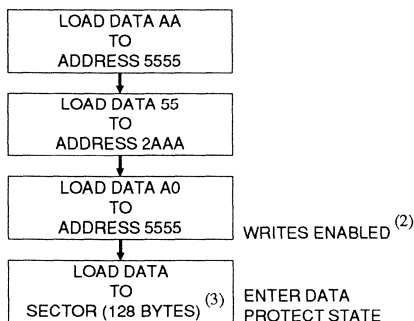 LOAD DATA AA
TO
ADDRESS 5555
LOAD DATA 55
TO
ADDRESS 2AAA
LOAD DATA A0
TO
ADDRESS 5555
WRITES ENABLED (2)
LOAD DATA
TO
SECTOR (128 BYTES) (3)
ENTER DATA
PROTECT STATE